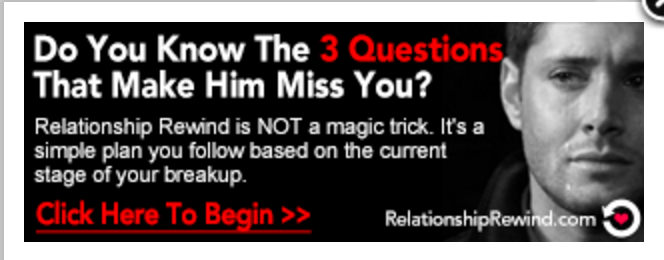 Do You Know The 3 Questions
That Make Him Miss You?
Relationship Rewind is NOT a magic trick. It's a
simple plan you follow based on the current
stage of your breakup.
Click Here To Begin >>
RelationshipRewind.com